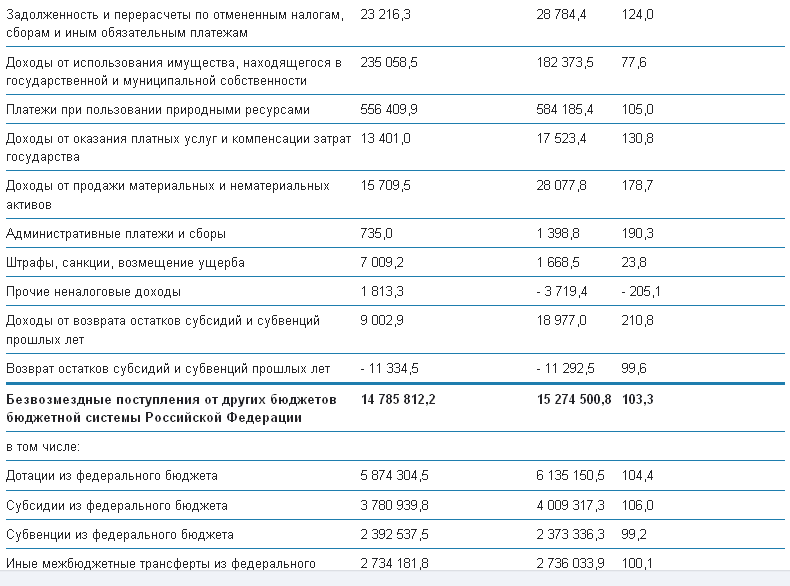 Задолженность и перерасчеты по отмененным налогам, 23 216,3 28 784,4 124,0
сборам и иным обязательным платежам
Доходы от использования имущества, находящегося в 235 058,5 182 373,5 77,6
государственной и муниципальной собственности
Платежи при пользовании природными ресурсами 556 409,9 584 185,4 105,0
Доходы от оказания платных услуг и компенсации затрат 13 401,0 17 523,4 130,8
государства
Доходы от продажи материальных и нематериальных 15 709,5 28 077,8 178,7
активов
Административные платежи и сборы 735,0 1 398,8 190,3
Штрафы, санкции, возмещение ущерба 7 009,2 1 668,5 23,8
Прочие неналоговые доходы 1 813,3 - 3 719,4 - 205,1
Доходы от возврата остатков субсидий и субвенций 9 002,9 18 977,0 210,8
прошлых лет
Возврат остатков субсидий и субвенций прошлых лет - 11 334,5 - 11 292,5 99,6
Безвозмездные поступления от других бюджетов 14 785 812,2 15 274 500,8 103,3
бюджетной системы Российской Федерации
в том числе:
Дотации из федерального бюджета 5 874 304,5 6 135 150,5 104,4
Субсидии из федерального бюджета 3 780 939,8 4 009 317,3 106,0
Субвенции из федерального бюджета 2 392 537,5 2 373 336,3 99,2
Иные межбюджетные трансферты из федерального 2 734 181,8 2 736 033,9 100,1